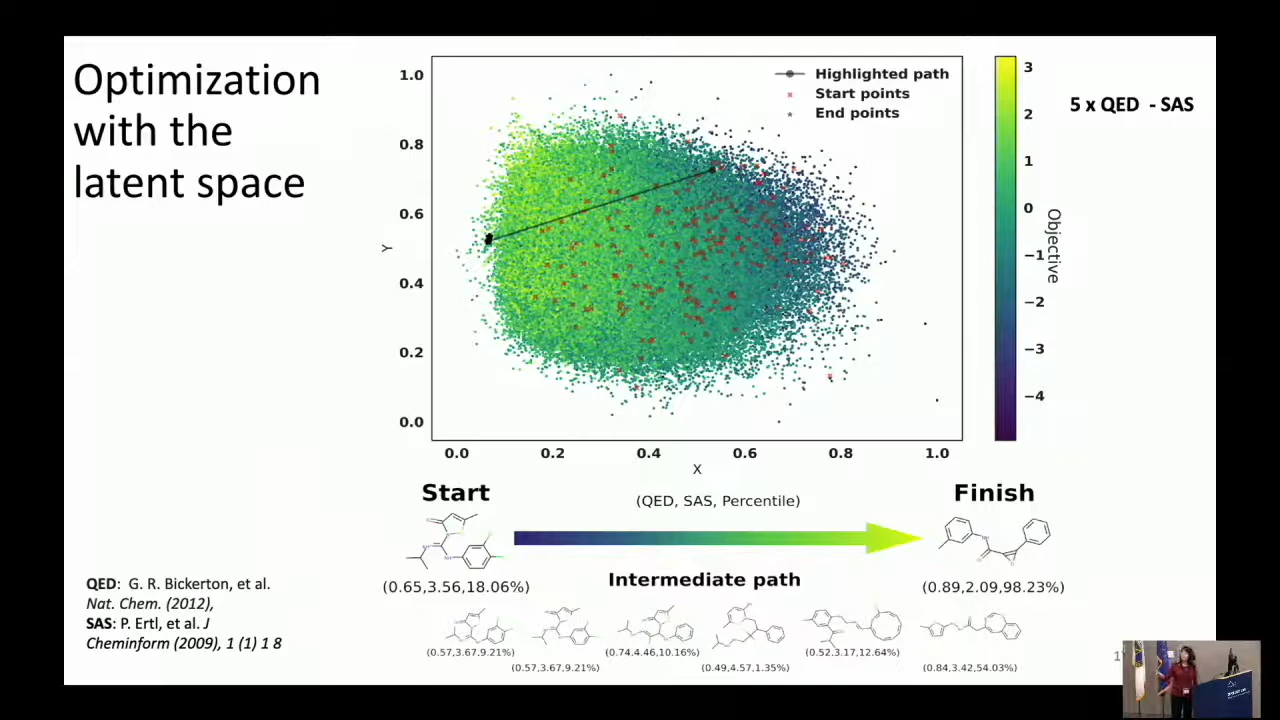 Optimization
with the
latent space
1.0
0.8
0.6
0.4
0.2
0.0
Y
0.0 0.2 0.4 0.6 0.8 1.0
X
Highlighted path
Start points
End points
3
2
1
0
−1
−2
−3
−4
Objective
5 x QED - SAS
Start
(QED, SAS, Percentile)
Finish
(0.65,3.56,18.06%)
(0.89,2.09,98.23%)
Intermediate path
(0.57,3.67,9.21%)
(0.57,3.67,9.21%)
(0.74,4.46,10.16%)
(0.49,4.57,1.35%)
(0.52,3.17,12.64%)
(0.84,3.42,54.03%)
QED: G. R. Bickerton, et al.
Nat. Chem. (2012),
SAS: P. Ertl, et al. J
Cheminform (2009), 1 (1) 1 8